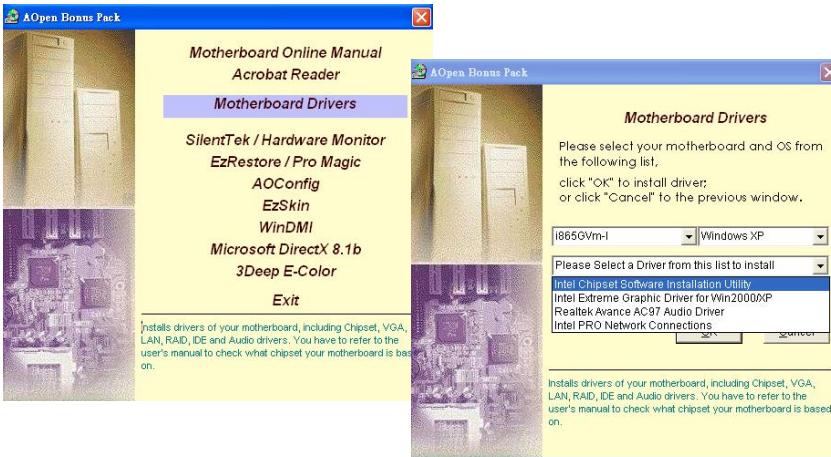 AOpen Bonus Pack
Motherboard Online Manual
Acrobat Reader
Motherboard Drivers
SilentTek / Hardware Monitor
EzRestore / Pro Magic
AOConfig
EzSkin
WinDMI
Microsoft DirectX 8.1b
3Deep E-Color
Exit
Installs drivers of your motherboard, including Chipset, VGA,
LAN, RAID, IDE and Audio drivers. You have to refer to the
user's manual to check what chipset your motherboard is bas
on.
AOpen Bonus Pack
Motherboard Drivers
Please select your motherboard and OS from
the following list,
click "OK" to install driver;
or click "Cancel" to the previous window.
i865GVm-I Windows XP
Please Select a Driver from this list to install
Intel Chipset Software Installation Utility
Intel Extreme Graphic Driver for Win2000/XP
Realtek Avance AC97 Audio Driver
Intel PRO Network Connections
OK Cancel
Installs drivers of your motherboard, including Chipset, VGA,
LAN, RAID, IDE and Audio drivers. You have to refer to the
user's manual to check what chipset your motherboard is based
on.